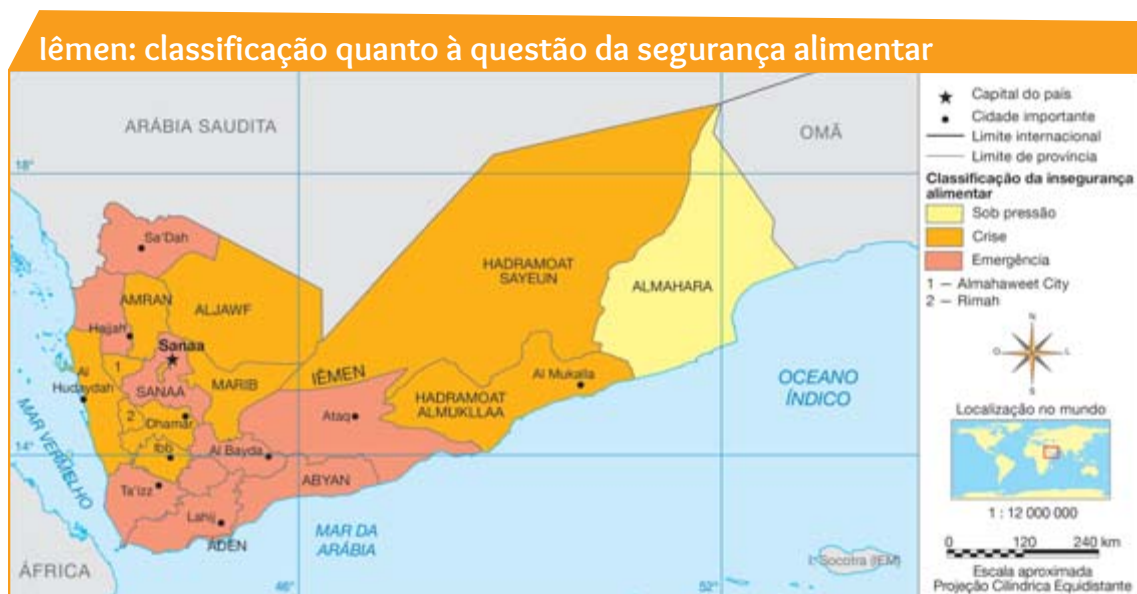 Iêmen: classificação quanto à questão da segurança alimentar
ARÁBIA SAUDITA
OMÃ
18°
Sa'Dah
AMRAN
ALJAWF
HADRAMOAT
SAYEUN
ALMAHARA
Hajjah
Sanaa
1
Al
Hudaydah
SANAA
MARIB
IÊMEN
2
Dhamar
Ataq
HADRAMOAT
ALMUKLLAA
Al Mukalla
OCEANO
ÍNDICO
MAR VERMELHO
14°
Ibb
Al Bayda
Ta'izz
ABYAN
Lahij
ÁDEN
MAR DA
ARÁBIA
ÁFRICA
46°
52°
I. Socotra (IEM)
Capital do país
Cidade importante
Limite internacional
Limite de província
Classificação da insegurança
alimentar
Sob pressão
Crise
Emergência
1 — Almahaweet City
2 — Rimah
N
O
L
S
Localização no mundo
1 : 12 000 000
0 120 240 km
Escala aproximada
Projeção Cilíndrica Equidistante